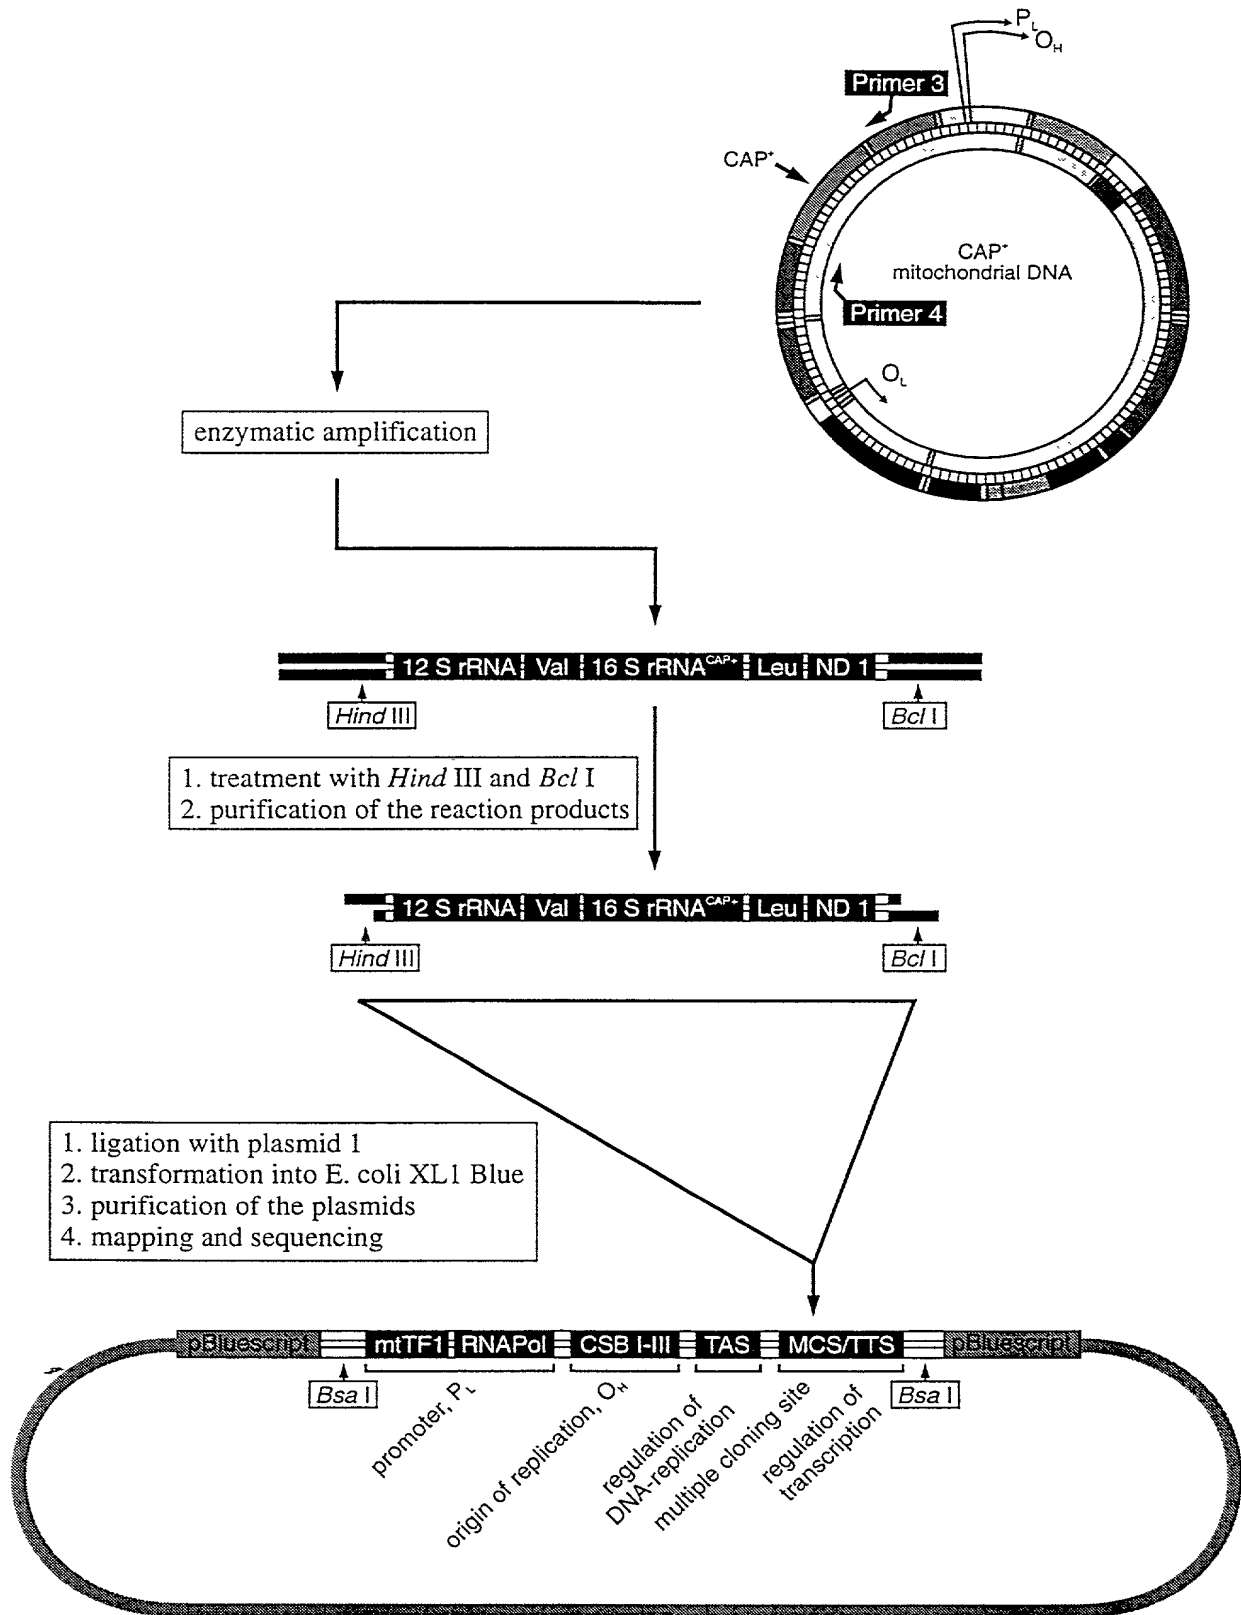 P_L
O_H
Primer 3
CAP⁺
CAP⁺
mitochondrial DNA
Primer 4
O_L
enzymatic amplification
12 S rRNA Val 16 S rRNA^CAP+ Leu ND 1
Hind III
Bcl I
1. treatment with Hind III and Bcl I
2. purification of the reaction products
12 S rRNA Val 16 S rRNA^CAP+ Leu ND 1
Hind III
Bcl I
1. ligation with plasmid 1
2. transformation into E. coli XL1 Blue
3. purification of the plasmids
4. mapping and sequencing
pBluescript mtTF1 RNAPol CSB I-III TAS MCS/TTS pBluescript
Bsa I
Bsa I
promoter, P_L
origin of replication, O_H
regulation of
DNA-replication
multiple cloning site
regulation of
transcription